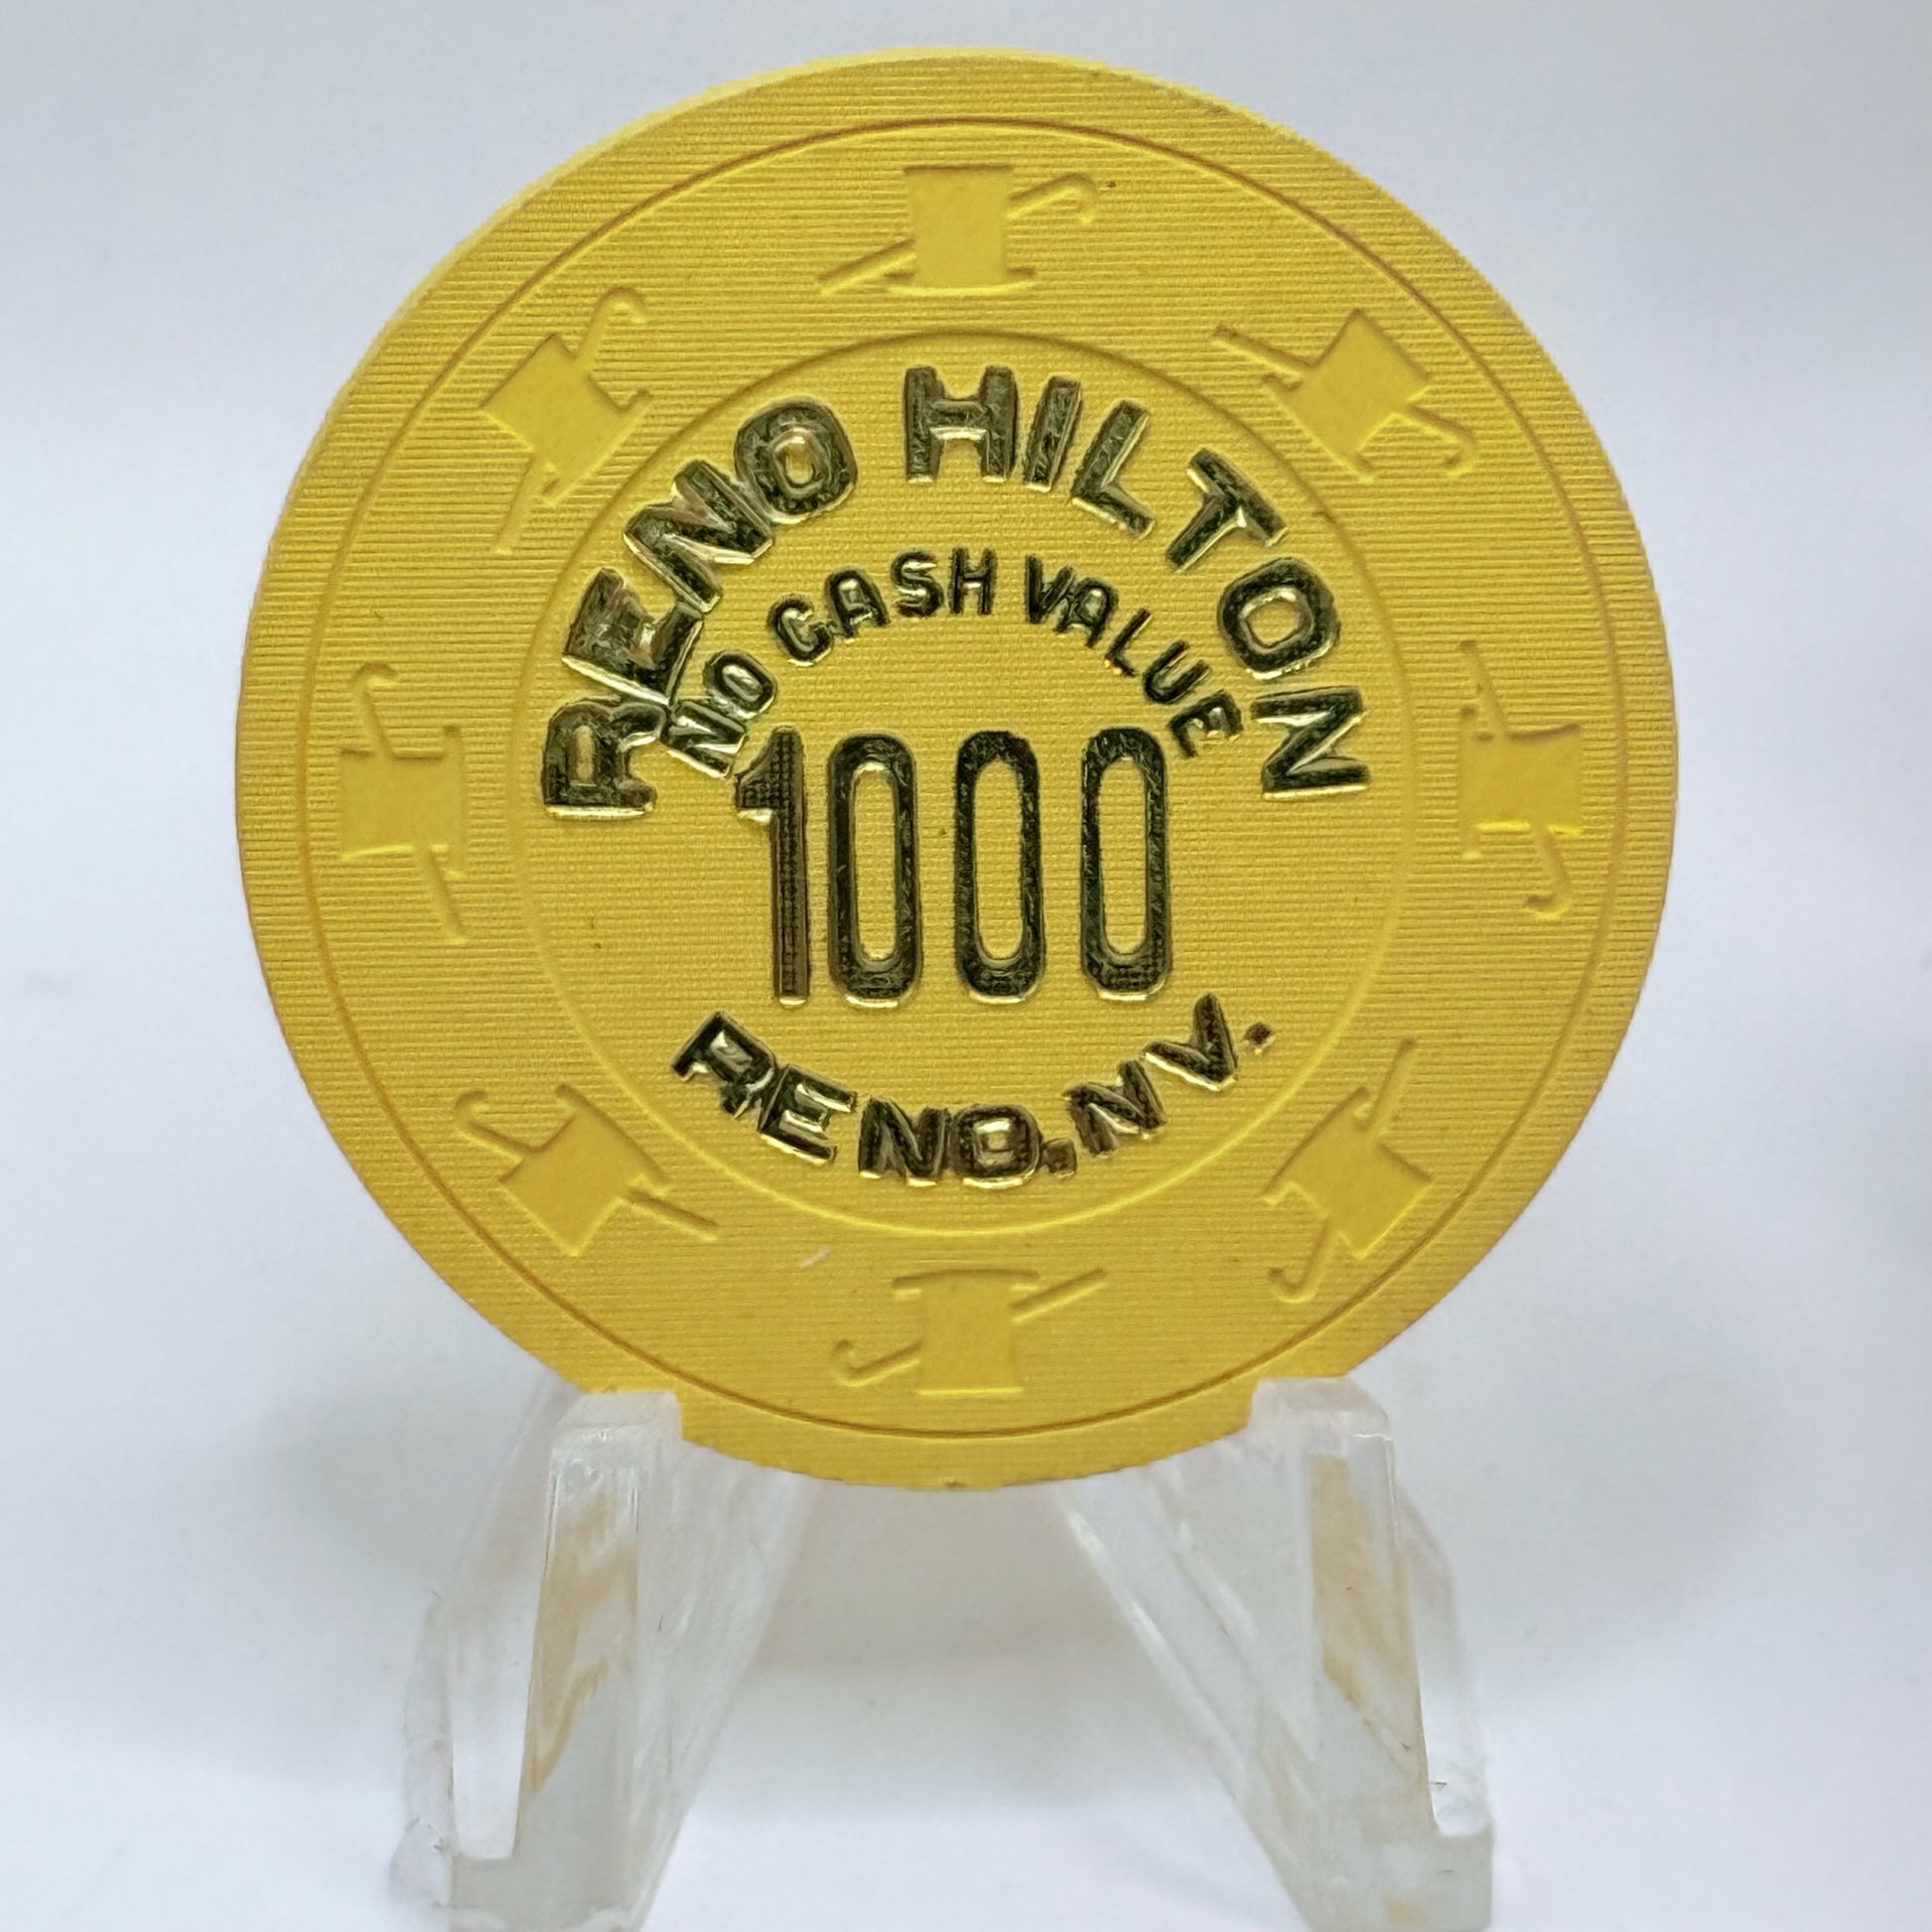 RENO HILTON
NO CASH VALUE
1000
RENO. NV.